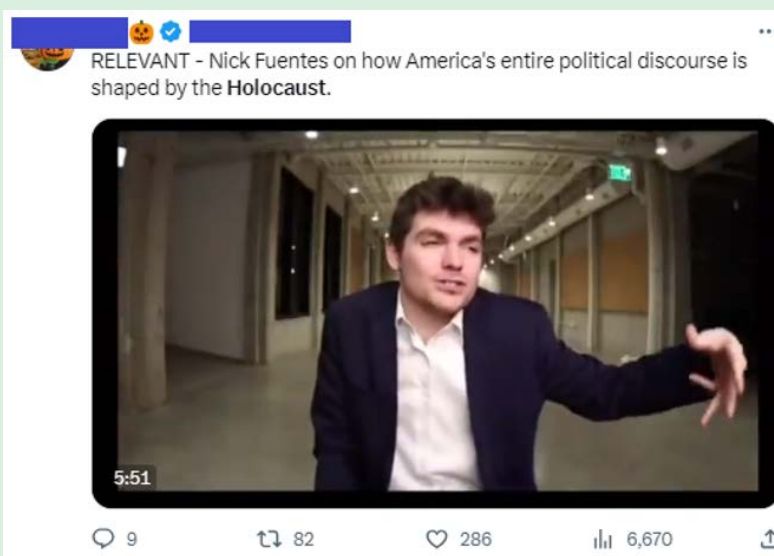 RELEVANT - Nick Fuentes on how America's entire political discourse is
shaped by the Holocaust.
5:51
9 82 286 6,670